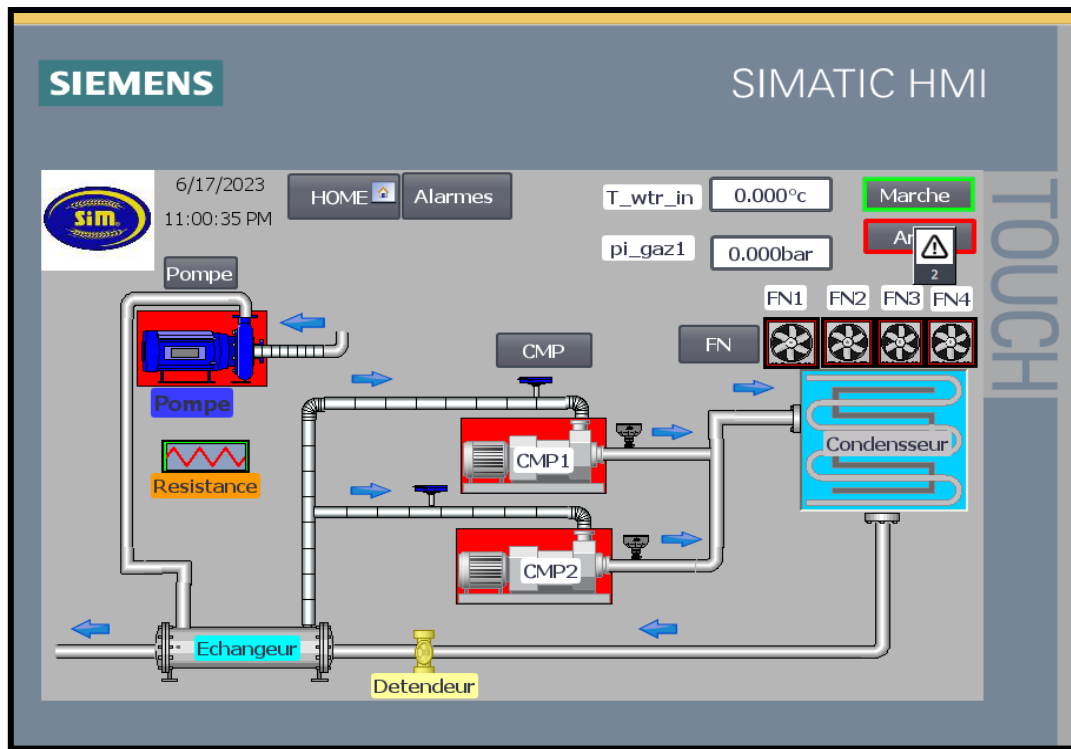 SIEMENS
SIMATIC HMI
TOUCH
SiM
6/17/2023
11:00:35 PM
HOME
Alarmes
T_wtr_in
0.000°c
Marche
pi_gaz1
0.000bar
2
Pompe
FN1 FN2 FN3 FN4
CMP
FN
Pompe
Condensseur
CMP1
Resistance
CMP2
Echangeur
Detendeur